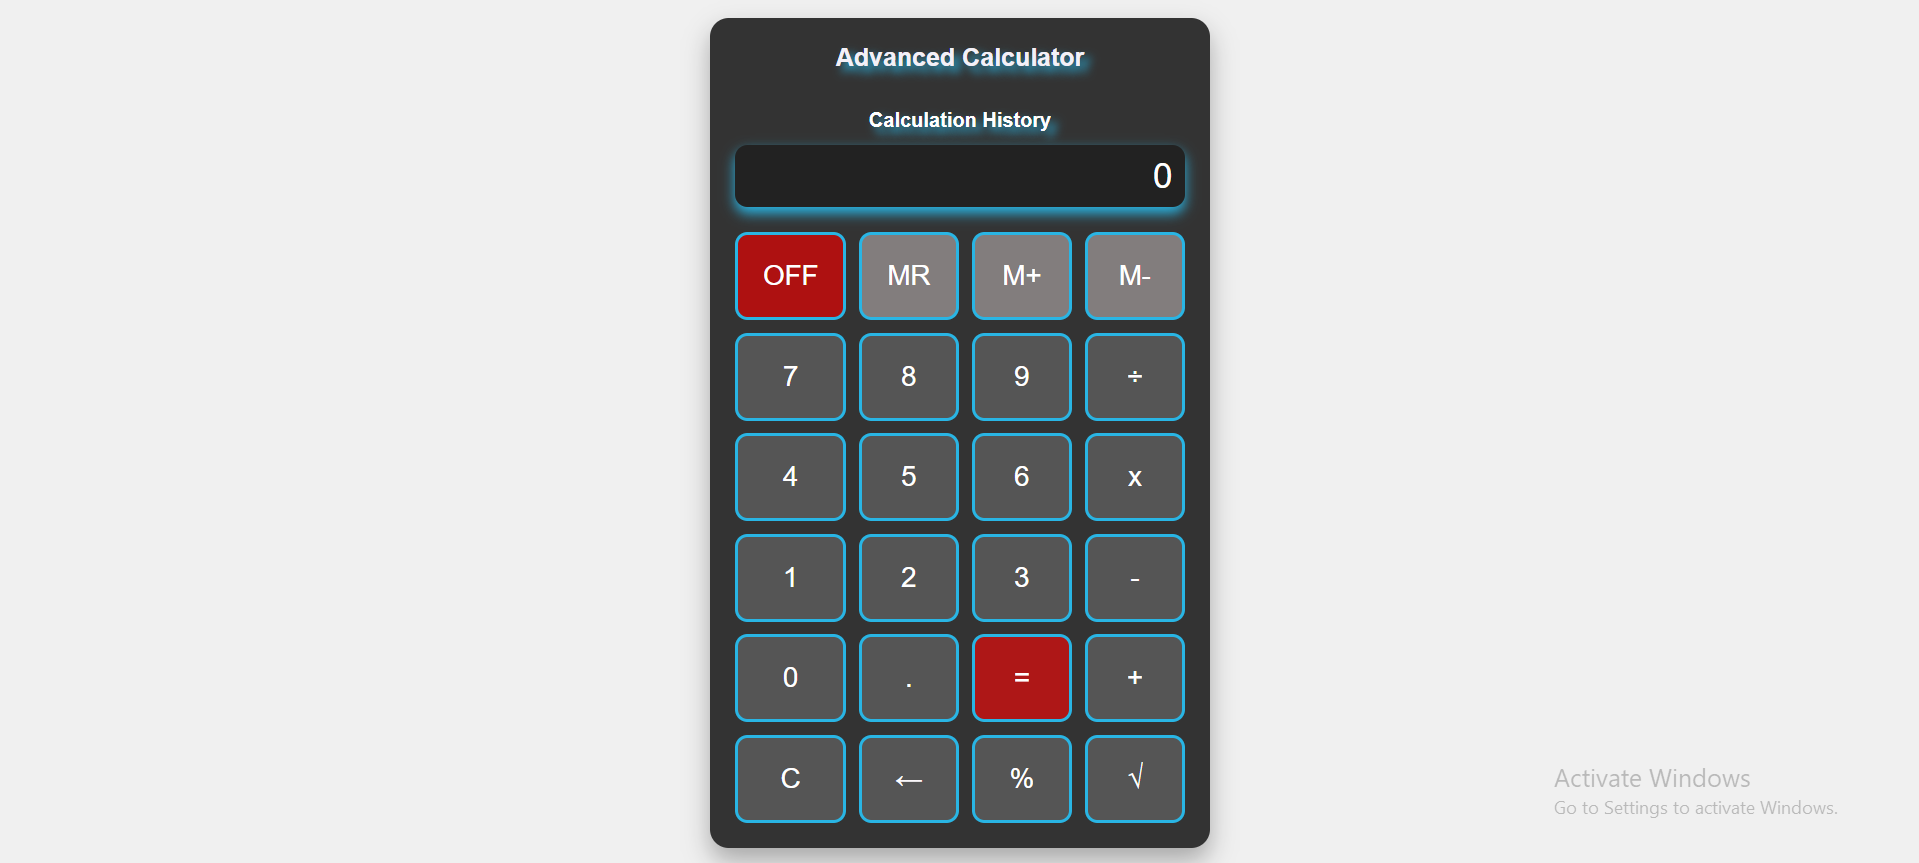 Advanced Calculator
Calculation History
0
OFF MR M+ M-
7 8 9 ÷
4 5 6 x
1 2 3 -
0 . = +
C ← % √
Activate Windows
Go to Settings to activate Windows.